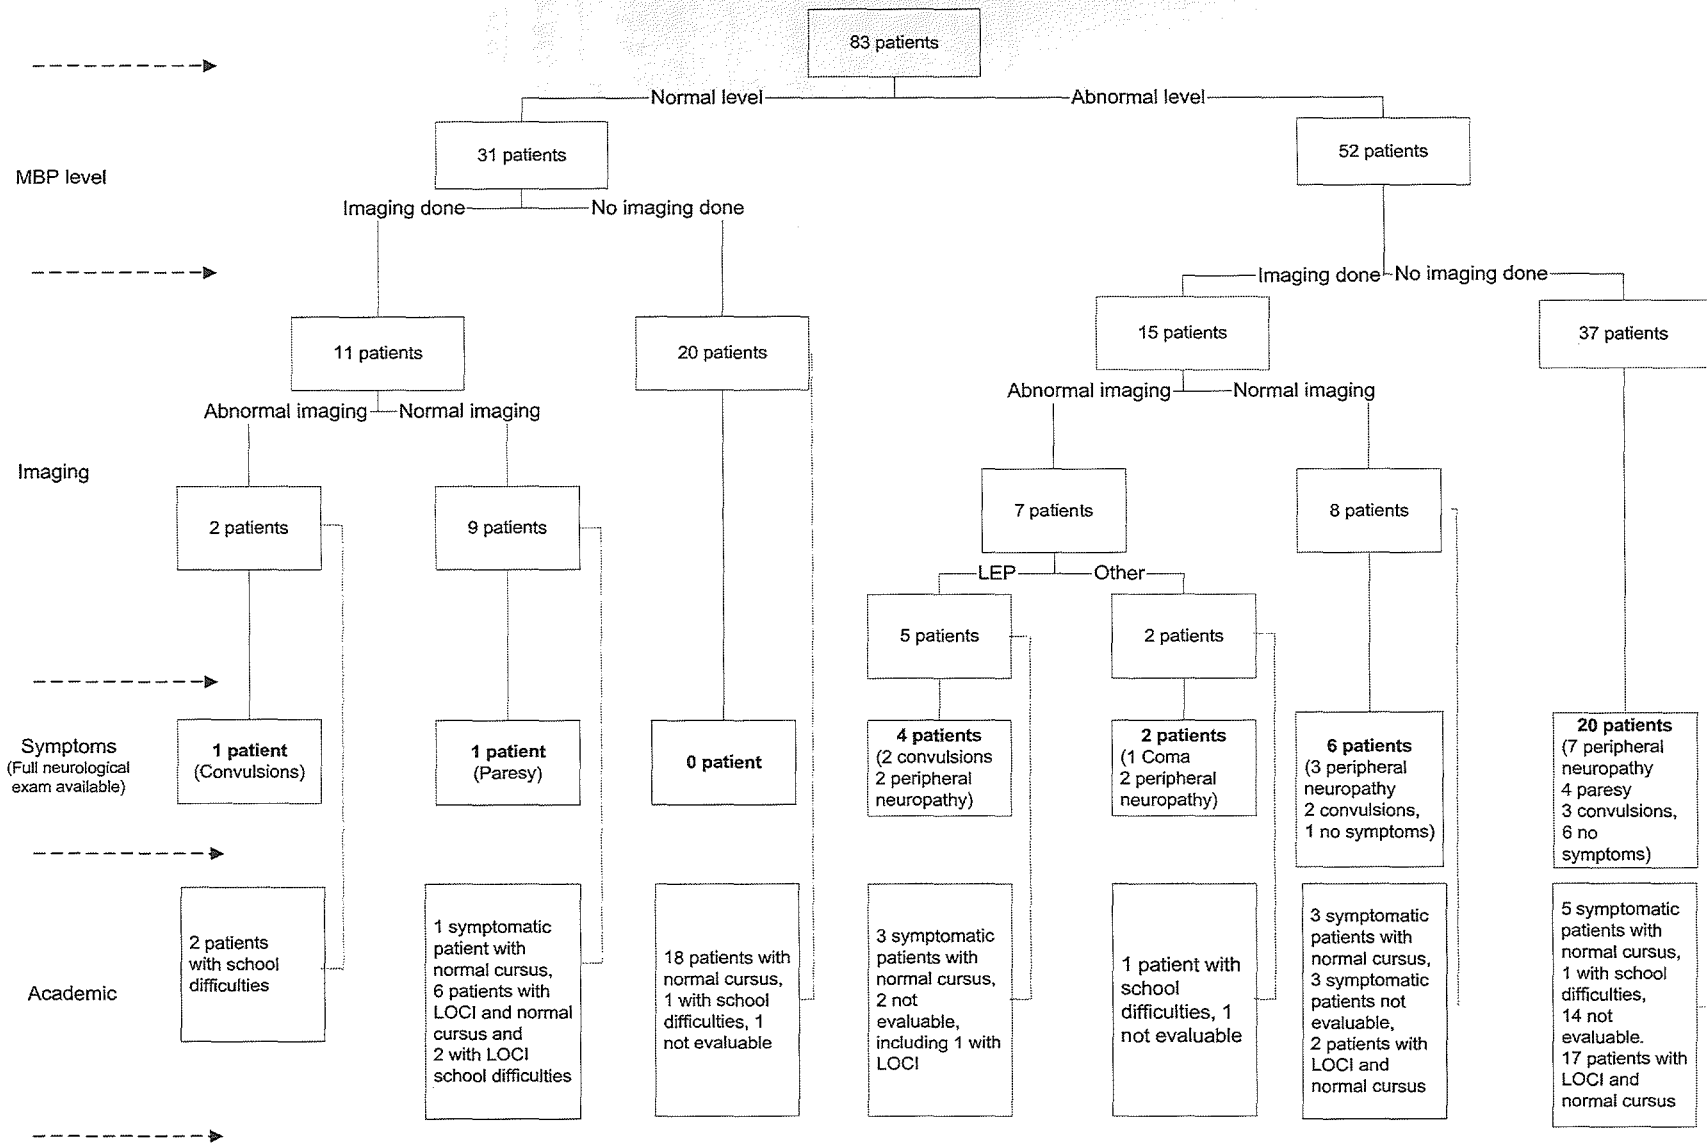 83 patients
Normal level
Abnormal level
31 patients
52 patients
MBP level
Imaging done
No imaging done
Imaging done
No imaging done
11 patients
20 patients
15 patients
37 patients
Abnormal imaging
Normal imaging
Abnormal imaging
Normal imaging
Imaging
2 patients
9 patients
7 patients
8 patients
LEP
Other
5 patients
2 patients
Symptoms
(Full neurological
exam available)
1 patient
(Convulsions)
1 patient
(Paresy)
0 patient
4 patients
(2 convulsions
2 peripheral
neuropathy)
2 patients
(1 Coma
2 peripheral
neuropathy)
6 patients
(3 peripheral
neuropathy
2 convulsions,
1 no symptoms)
20 patients
(7 peripheral
neuropathy
4 paresy
3 convulsions,
6 no
symptoms)
Academic
2 patients
with school
difficulties
1 symptomatic
patient with
normal cursus,
6 patients with
LOCI and normal
cursus and
2 with LOCI
school difficulties
18 patients with
normal cursus,
1 with school
difficulties, 1
not evaluable
3 symptomatic
patients with
normal cursus,
2 not
evaluable,
including 1 with
LOCI
1 patient with
school
difficulties, 1
not evaluable
3 symptomatic
patients with
normal cursus,
3 symptomatic
patients not
evaluable,
2 patients with
LOCI and
normal cursus
5 symptomatic
patients with
normal cursus,
1 with school
difficulties,
14 not
evaluable.
17 patients with
LOCI and
normal cursus